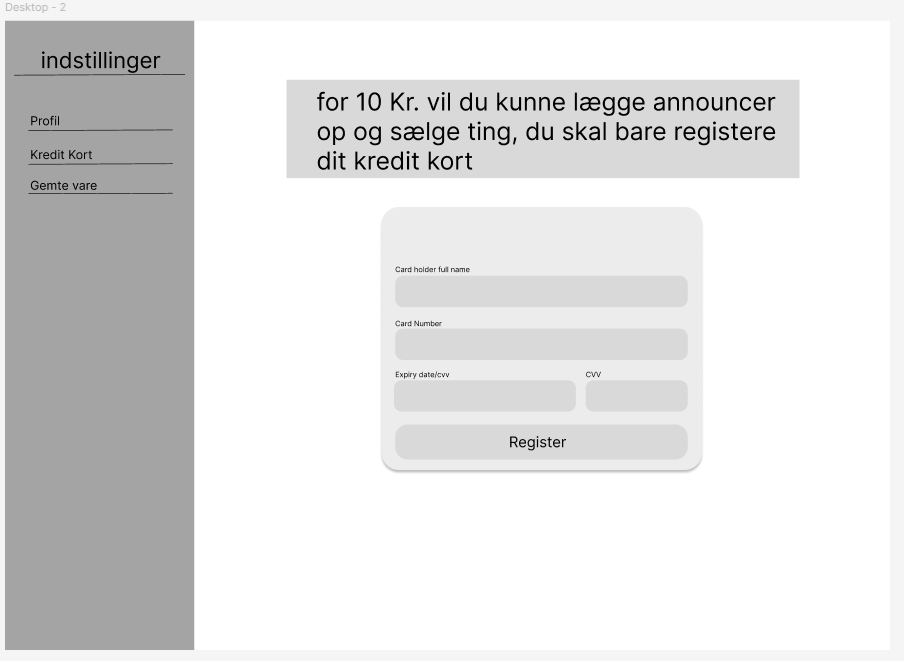 Desktop - 2
indstillinger
Profil
Kredit Kort
Gemte vare
for 10 Kr. vil du kunne lægge announcer
op og sælge ting, du skal bare registere
dit kredit kort
Card holder full name
Card Number
Expiry date/cvv
CVV
Register